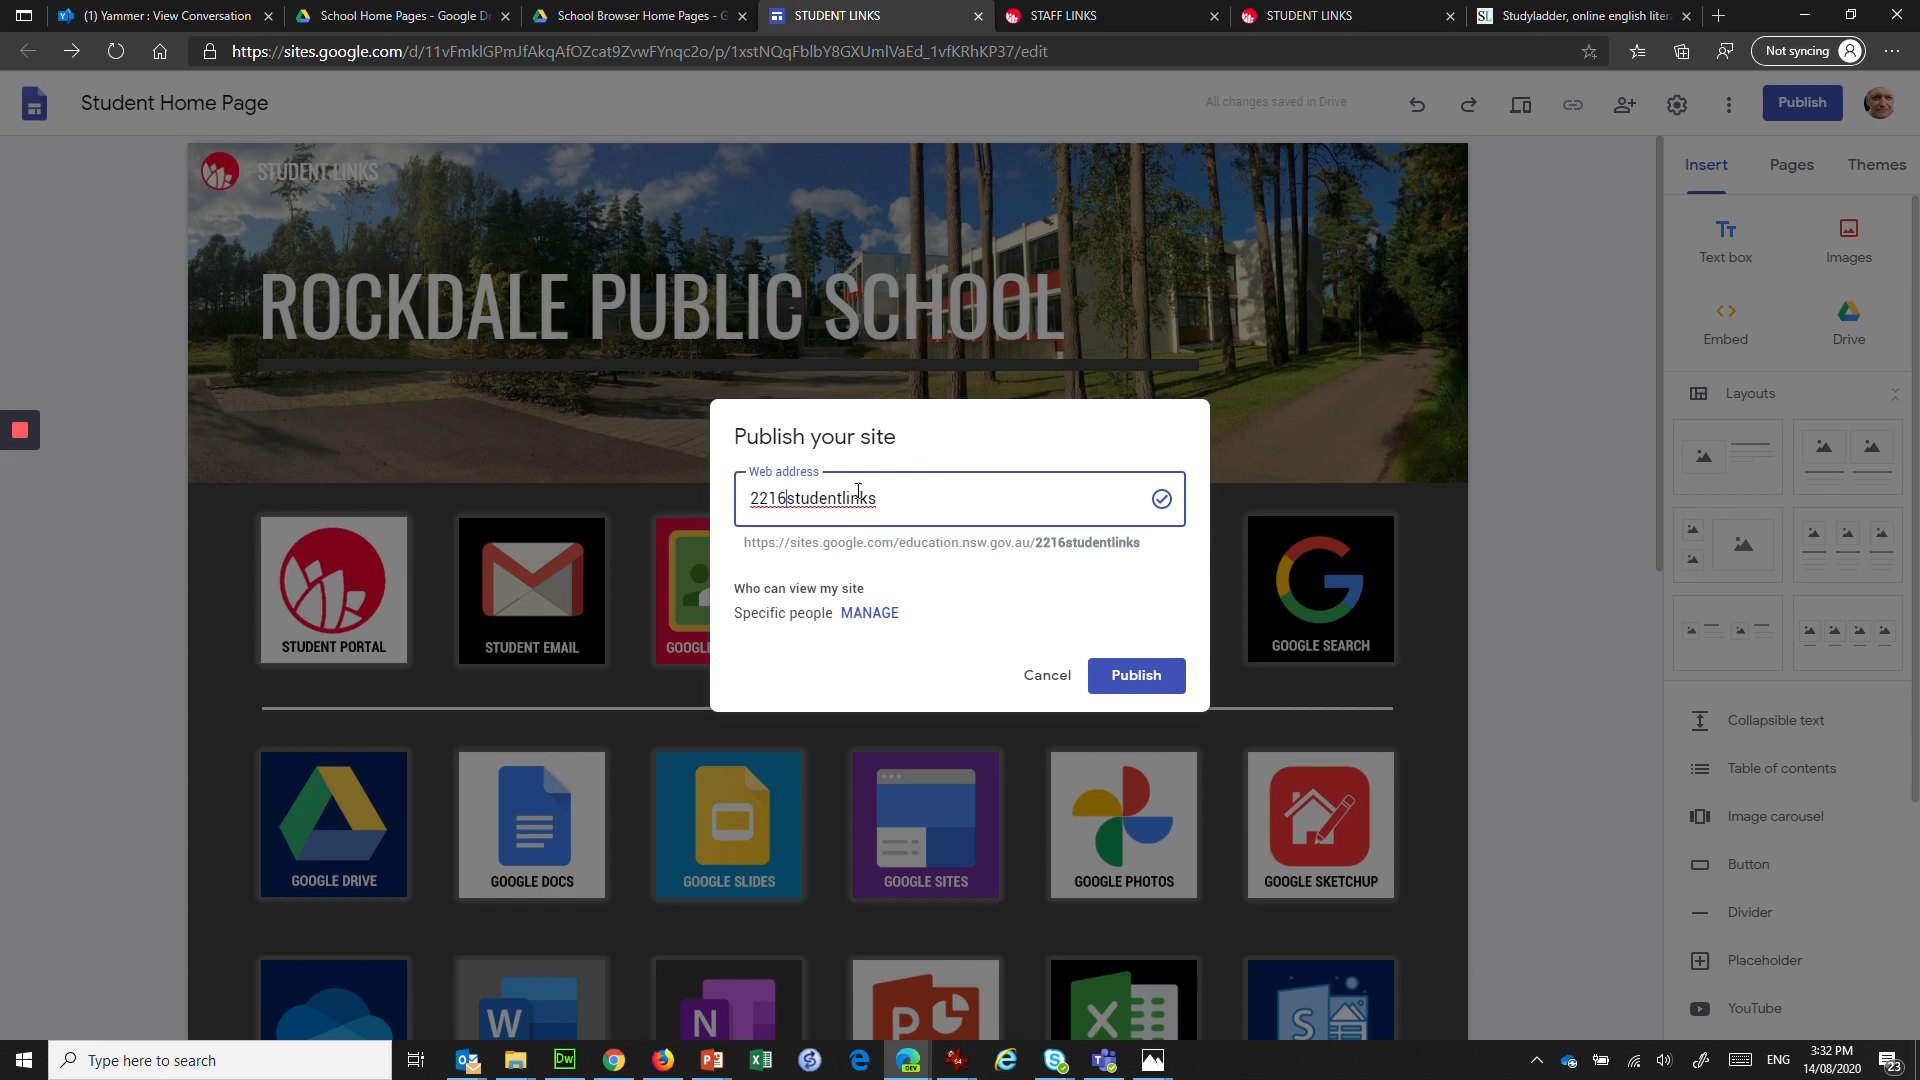 (1) Yammer : View Conversation
School Home Pages - Google D
School Browser Home Pages - G
STUDENT LINKS
STAFF LINKS
STUDENT LINKS
Studyladder, online english litera
https://sites.google.com/d/11vFmklGPmJfAkqAfOZcat9ZvwFYnqc2o/p/1xstNQqFblbY8GXUmlVaEd_1vfKRhKP37/edit
Not syncing
Student Home Page
All changes saved in Drive
Publish
STUDENT LINKS
ROCKDALE PUBLIC SCHOOL
Insert
Pages
Themes
Text box
Images
Embed
Drive
Layouts
Publish your site
Web address
2216studentlinks
https://sites.google.com/education.nsw.gov.au/2216studentlinks
Who can view my site
Specific people MANAGE
Cancel
Publish
STUDENT PORTAL
STUDENT EMAIL
GOOGL
GOOGLE SEARCH
GOOGLE DRIVE
GOOGLE DOCS
GOOGLE SLIDES
GOOGLE SITES
GOOGLE PHOTOS
GOOGLE SKETCHUP
W
N
P
X
S
Collapsible text
Table of contents
Image carousel
Button
Divider
Placeholder
YouTube
Type here to search
Dw
DEV
ENG
3:32 PM
14/08/2020
23